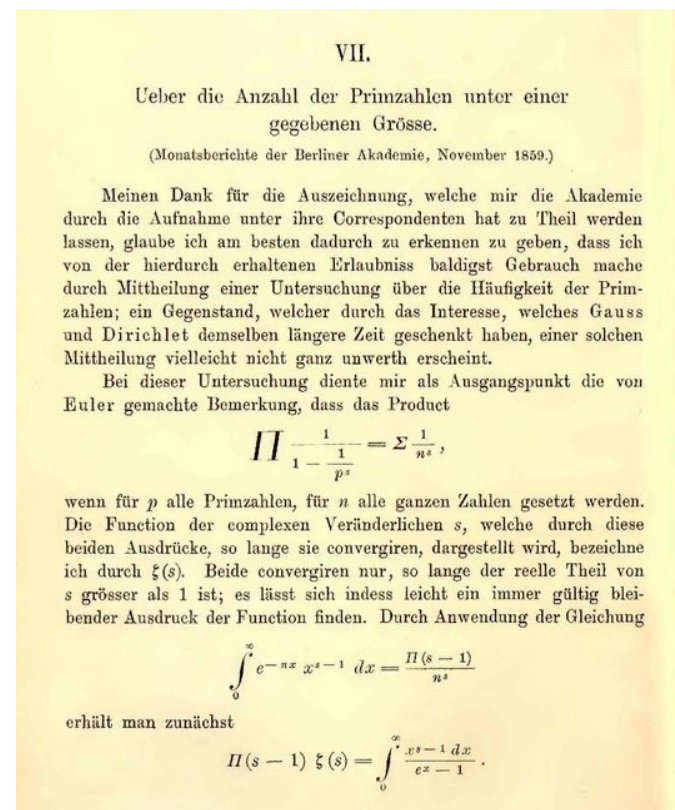 VII.
Ueber die Anzahl der Primzahlen unter einer
gegebenen Grösse.
(Monatsberichte der Berliner Akademie, November 1859.)
Meinen Dank für die Auszeichnung, welche mir die Akademie
durch die Aufnahme unter ihre Correspondenten hat zu Theil werden
lassen, glaube ich am besten dadurch zu erkennen zu geben, dass ich
von der hierdurch erhaltenen Erlaubniss baldigst Gebrauch mache
durch Mittheilung einer Untersuchung über die Häufigkeit der Prim-
zahlen; ein Gegenstand, welcher durch das Interesse, welches Gauss
und Dirichlet demselben längere Zeit geschenkt haben, einer solchen
Mittheilung vielleicht nicht ganz unwerth erscheint.
Bei dieser Untersuchung diente mir als Ausgangspunkt die von
Euler gemachte Bemerkung, dass das Product
∏ 1/(1 − 1/p^s) = Σ 1/n^s ,
wenn für p alle Primzahlen, für n alle ganzen Zahlen gesetzt werden.
Die Function der complexen Veränderlichen s, welche durch diese
beiden Ausdrücke, so lange sie convergiren, dargestellt wird, bezeichne
ich durch ζ(s). Beide convergiren nur, so lange der reelle Theil von
s grösser als 1 ist; es lässt sich indess leicht ein immer gültig blei-
bender Ausdruck der Function finden. Durch Anwendung der Gleichung
∫₀^∞ e^(−nx) x^(s−1) dx = Π(s − 1)/n^s
erhält man zunächst
Π(s − 1) ζ(s) = ∫₀^∞ x^(s−1) dx/(e^x − 1) .